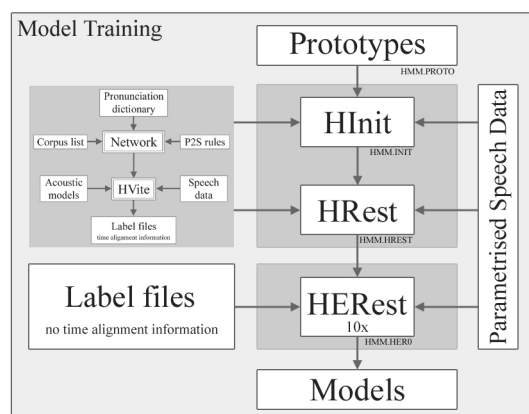 Model Training
Prototypes
HMM.PROTO
Pronunciation
dictionary
Corpus list
Network
P2S rules
Acoustic
models
HVite
Speech
data
Label files
time alignment information
HInit
HMM.INIT
HRest
HMM.HREST
Parametrised Speech Data
Label files
no time alignment information
HERest
10x
HMM.HER0
Models